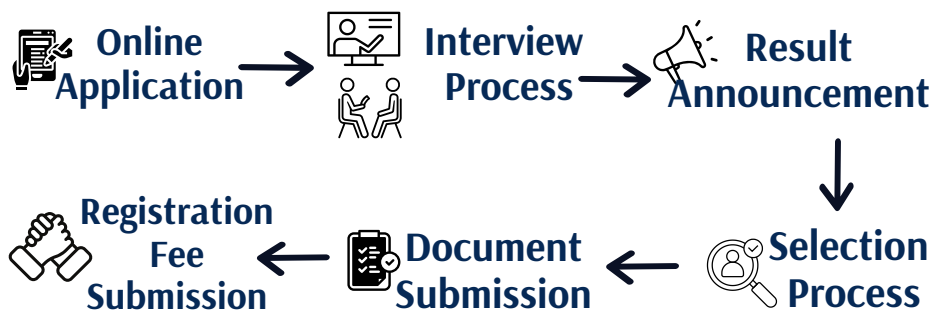 Online
Application
Interview
Process
Result
Announcement
Selection
Process
Document
Submission
Registration
Fee
Submission